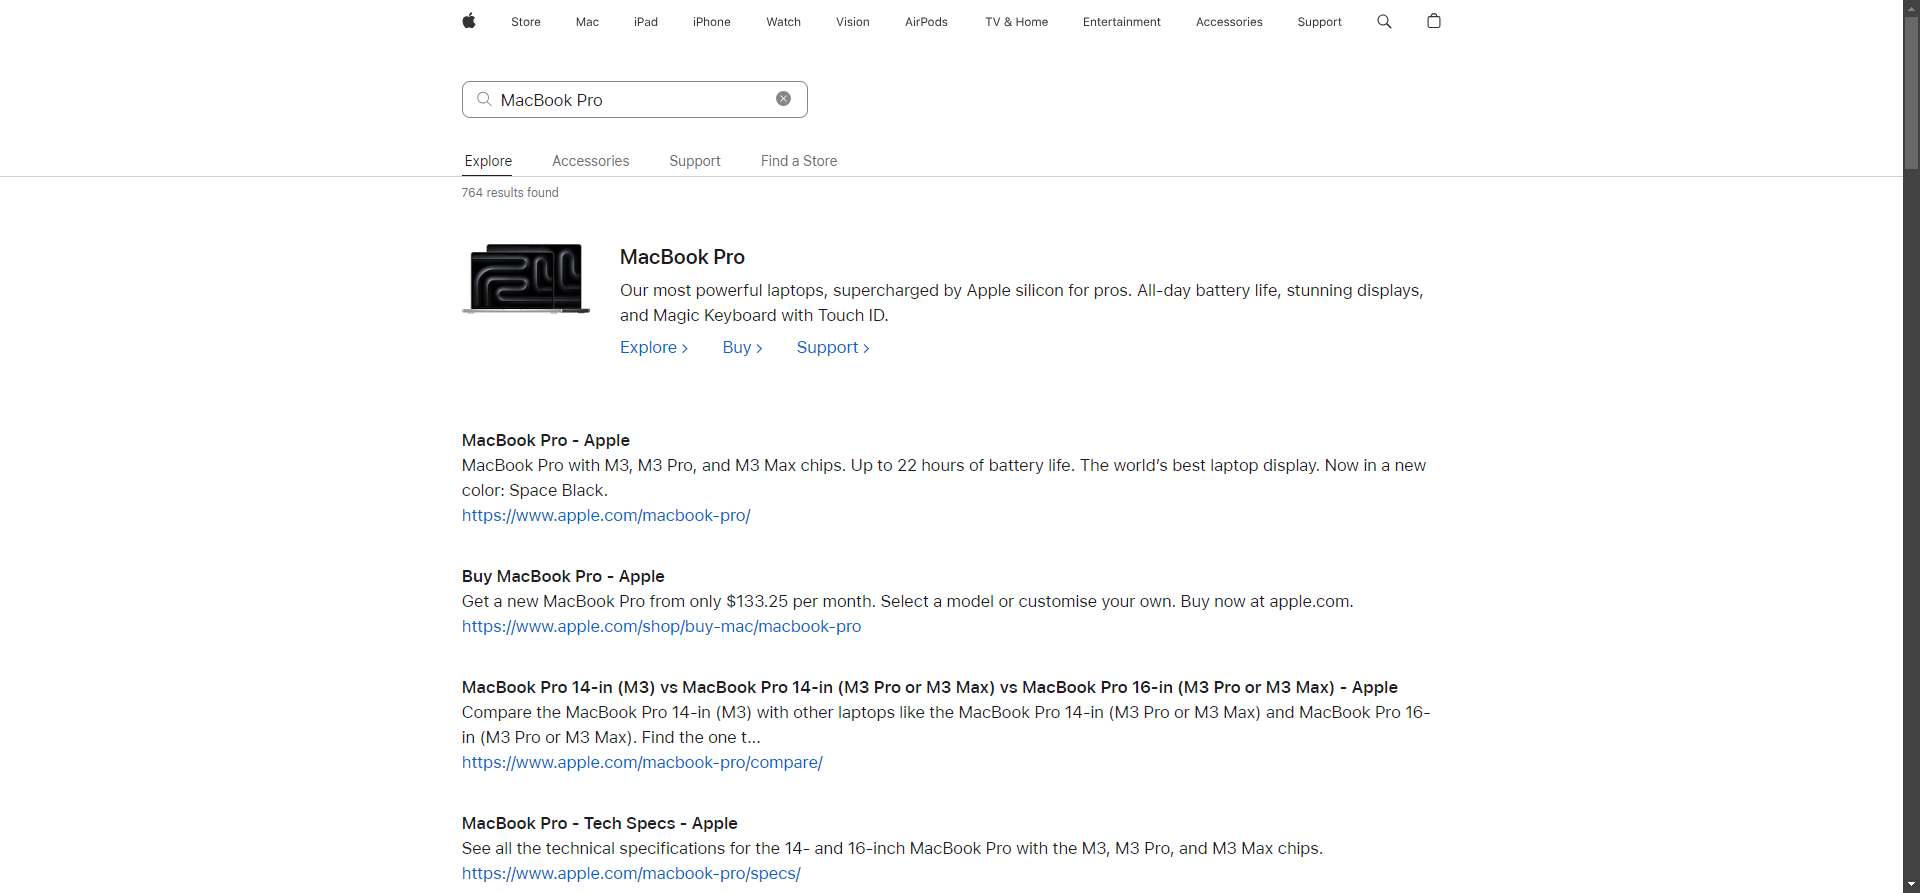 Store Mac iPad iPhone Watch Vision AirPods TV & Home Entertainment Accessories Support
MacBook Pro
Explore Accessories Support Find a Store
764 results found
MacBook Pro
Our most powerful laptops, supercharged by Apple silicon for pros. All-day battery life, stunning displays,
and Magic Keyboard with Touch ID.
Explore > Buy > Support >
MacBook Pro - Apple
MacBook Pro with M3, M3 Pro, and M3 Max chips. Up to 22 hours of battery life. The world’s best laptop display. Now in a new
color: Space Black.
https://www.apple.com/macbook-pro/
Buy MacBook Pro - Apple
Get a new MacBook Pro from only $133.25 per month. Select a model or customise your own. Buy now at apple.com.
https://www.apple.com/shop/buy-mac/macbook-pro
MacBook Pro 14-in (M3) vs MacBook Pro 14-in (M3 Pro or M3 Max) vs MacBook Pro 16-in (M3 Pro or M3 Max) - Apple
Compare the MacBook Pro 14-in (M3) with other laptops like the MacBook Pro 14-in (M3 Pro or M3 Max) and MacBook Pro 16-
in (M3 Pro or M3 Max). Find the one t...
https://www.apple.com/macbook-pro/compare/
MacBook Pro - Tech Specs - Apple
See all the technical specifications for the 14- and 16-inch MacBook Pro with the M3, M3 Pro, and M3 Max chips.
https://www.apple.com/macbook-pro/specs/